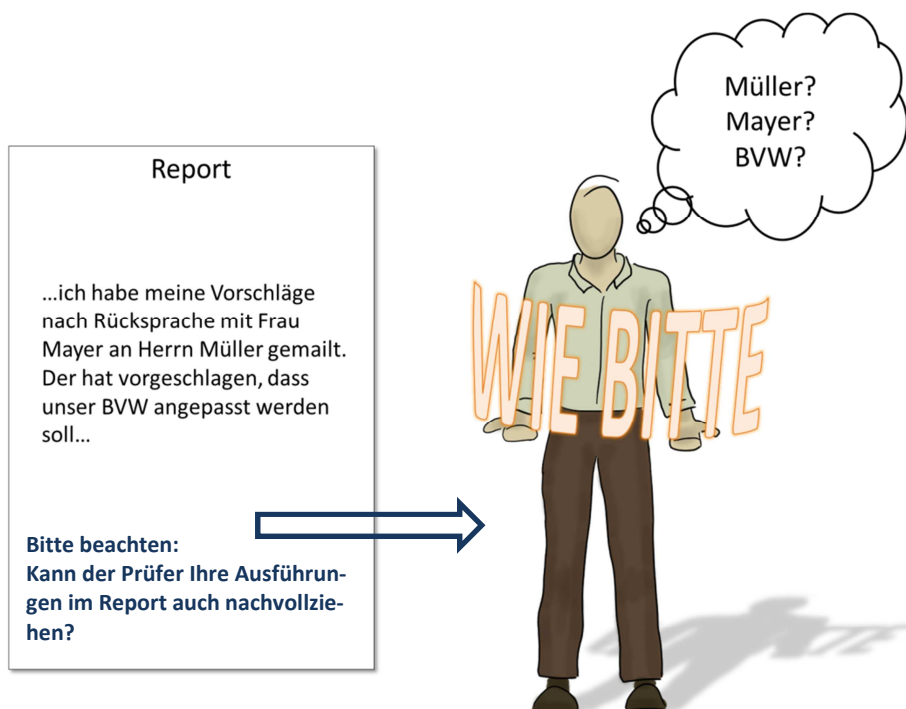 Report
...ich habe meine Vorschläge
nach Rücksprache mit Frau
Mayer an Herrn Müller gemailt.
Der hat vorgeschlagen, dass
unser BVW angepasst werden
soll...
Bitte beachten:
Kann der Prüfer Ihre Ausführun-
gen im Report auch nachvollzie-
hen?
Müller?
Mayer?
BVW?
WIE BITTE